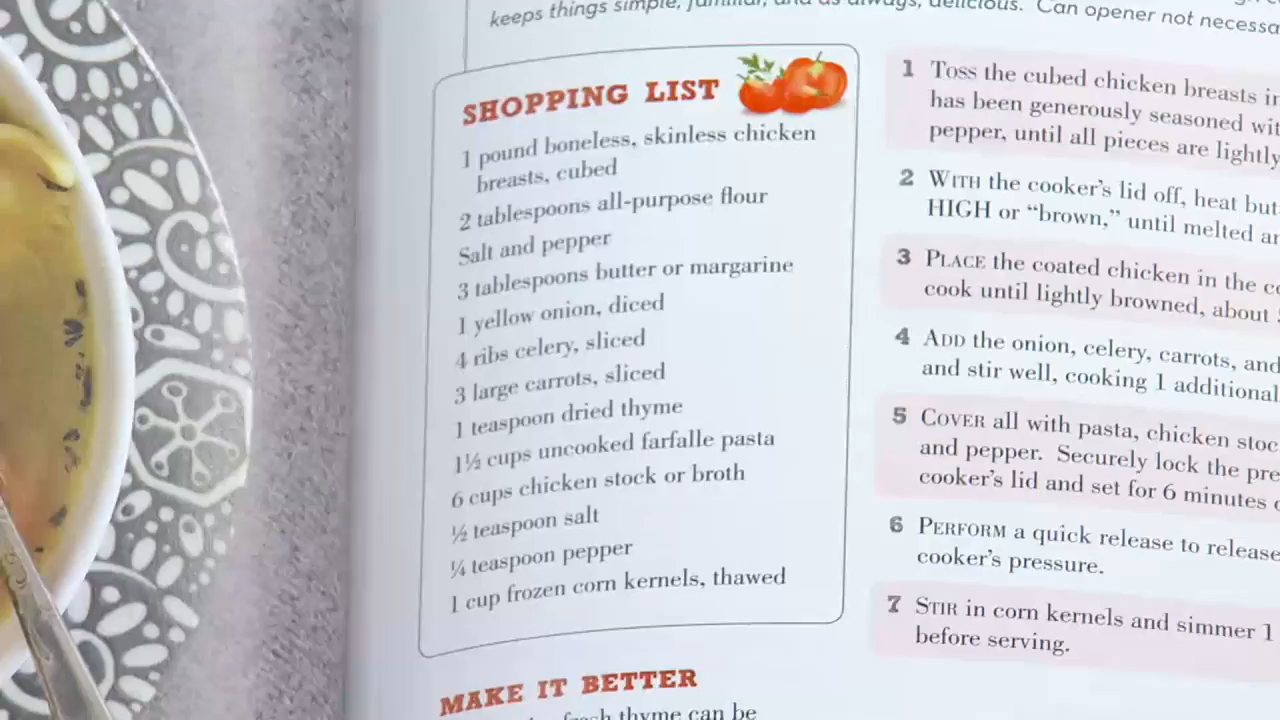 keeps things simple, familiar, and as always, delicious. Can opener not
SHOPPING LIST
1 pound boneless, skinless chicken
breasts, cubed
2 tablespoons all-purpose flour
Salt and pepper
3 tablespoons butter or margarine
1 yellow onion, diced
4 ribs celery, sliced
3 large carrots, sliced
1 teaspoon dried thyme
1½ cups uncooked farfalle pasta
6 cups chicken stock or broth
½ teaspoon salt
¼ teaspoon pepper
1 cup frozen corn kernels, thawed
MAKE IT BETTER
fresh thyme can be
1 Toss the cubed chicken breasts
has been generously seasoned
pepper, until all pieces are lightly
2 WITH the cooker's lid off, heat
HIGH or “brown,” until melted
3 PLACE the coated chicken in the
cook until lightly browned, about
4 ADD the onion, celery, carrots, and
and stir well, cooking 1 additional
5 COVER all with pasta, chicken
and pepper. Securely lock the
cooker's lid and set for 6 minutes
6 PERFORM a quick release to release
cooker's pressure.
7 STIR in corn kernels and simmer 1
before serving.